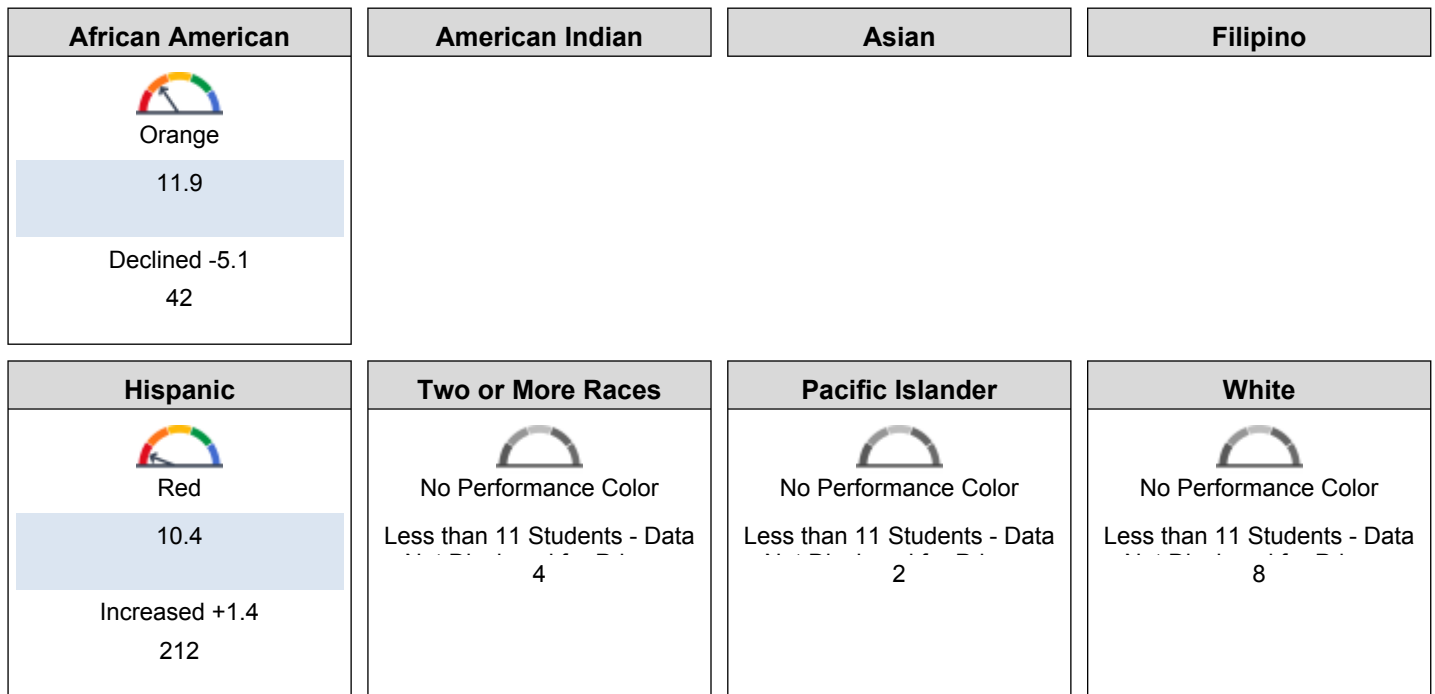 African American
American Indian
Asian
Filipino
Orange
11.9
Declined -5.1
42
Hispanic
Two or More Races
Pacific Islander
White
Red
No Performance Color
No Performance Color
No Performance Color
10.4
Less than 11 Students - Data
Less than 11 Students - Data
Less than 11 Students - Data
4
2
8
Increased +1.4
212